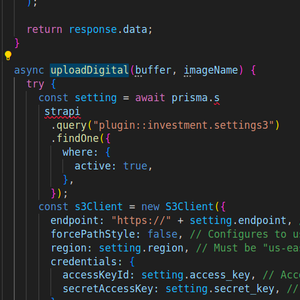 );
return response.data;
}
async uploadDigital(buffer, imageName) {
try {
const setting = await prisma.s
strapi
.query("plugin::investment.settings3")
.findOne({
where: {
active: true,
},
});
const s3Client = new S3Client({
endpoint: "https://" + setting.endpoint,
forcePathStyle: false, // Configures to u
region: setting.region, // Must be "us-ea
credentials: {
accessKeyId: setting.access_key, // Acc
secretAccessKey: setting.secret_key, //